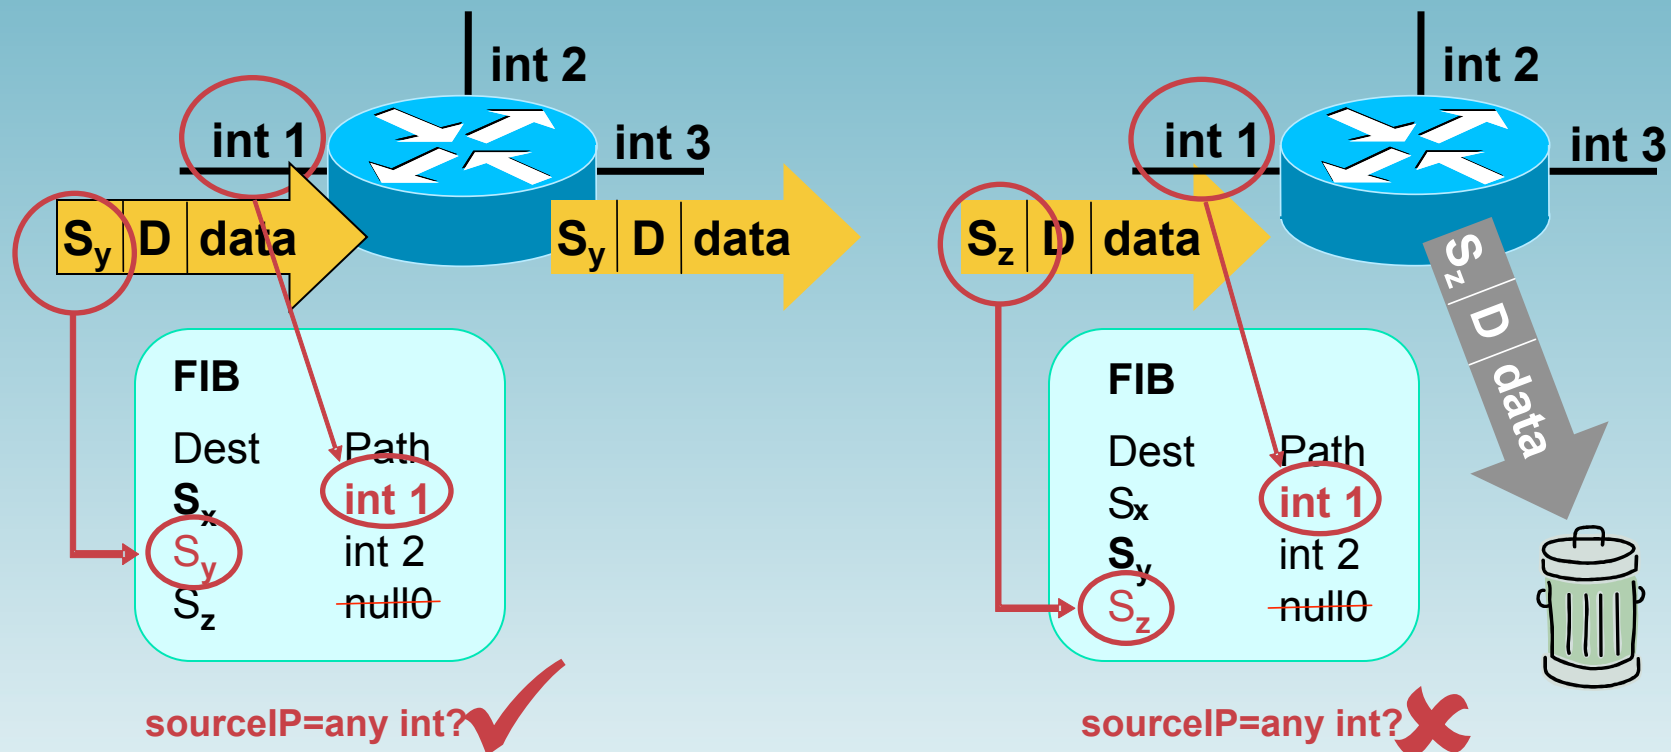 int 2
int 1
int 3
Sy D data
Sy D data
FIB
Dest Path
Sx int 1
Sy int 2
Sz null0
sourceIP=any int?
int 2
int 1
int 3
Sz D data
Sz D data
FIB
Dest Path
Sx int 1
Sy int 2
Sz null0
sourceIP=any int?